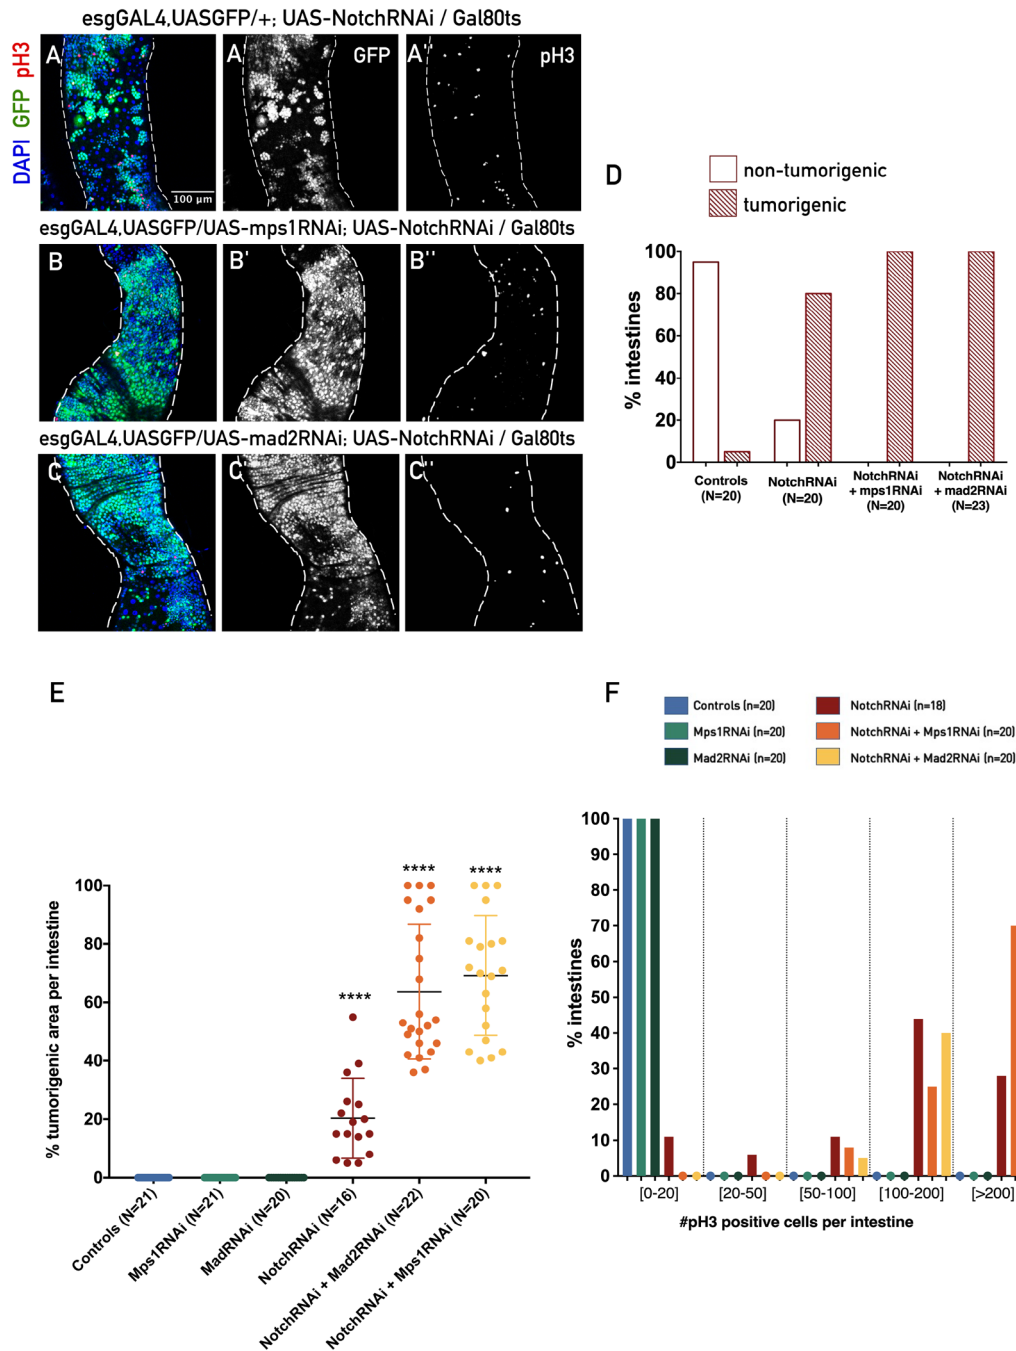 esgGAL4,UASGFP/+; UAS-NotchRNAi / Gal80ts
DAPI GFP pH3
A
A'
GFP
A''
pH3
100 µm
esgGAL4,UASGFP/UAS-mps1RNAi; UAS-NotchRNAi / Gal80ts
B
B'
B''
esgGAL4,UASGFP/UAS-mad2RNAi; UAS-NotchRNAi / Gal80ts
C
C'
C''
D
non-tumorigenic
tumorigenic
% intestines
100
80
60
40
20
0
Controls
(N=20)
NotchRNAi
(N=20)
NotchRNAi
+ mps1RNAi
(N=20)
NotchRNAi
+ mad2RNAi
(N=23)
E
% tumorigenic area per intestine
100
80
60
40
20
0
****
****
****
Controls (N=21)
Mps1RNAi (N=21)
MadRNAi (N=20)
NotchRNAi (N=16)
NotchRNAi + Mad2RNAi (N=22)
NotchRNAi + Mps1RNAi (N=20)
F
Controls (n=20)
Mps1RNAi (n=20)
Mad2RNAi (n=20)
NotchRNAi (n=18)
NotchRNAi + Mps1RNAi (n=20)
NotchRNAi + Mad2RNAi (n=20)
% intestines
100
90
80
70
60
50
40
30
20
10
0
[0-20]
[20-50]
[50-100]
[100-200]
[>200]
#pH3 positive cells per intestine